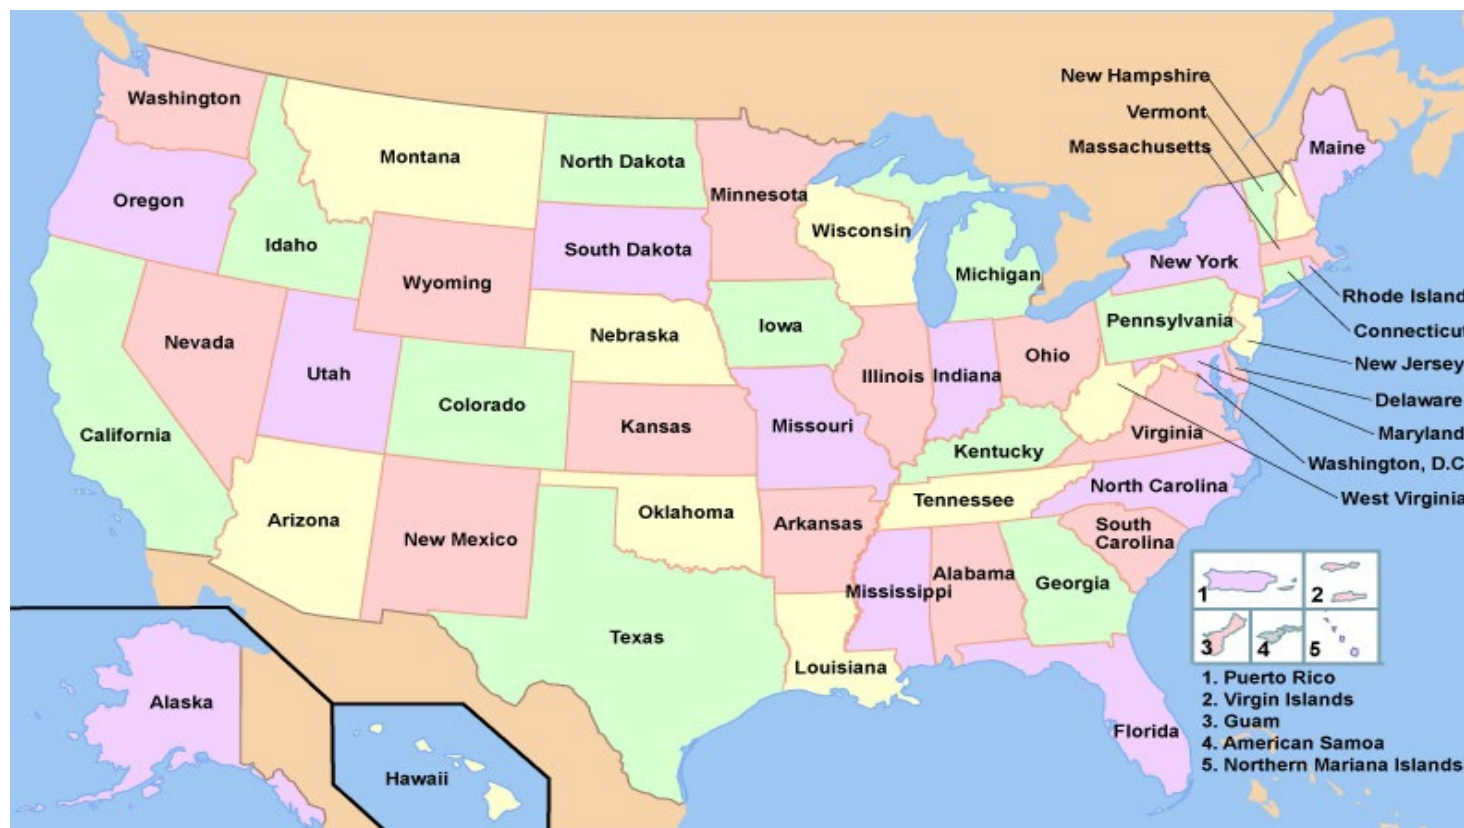 New Hampshire
Vermont
Massachusetts
Washington
Montana
North Dakota
Minnesota
Maine
Oregon
Idaho
Wyoming
South Dakota
Wisconsin
Michigan
New York
Rhode Island
Connecticut
New Jersey
Delaware
Maryland
Washington, D.C
West Virginia
Nevada
Utah
Colorado
Nebraska
Iowa
Illinois
Indiana
Ohio
Pennsylvania
California
Kansas
Missouri
Kentucky
Virginia
Arizona
New Mexico
Oklahoma
Arkansas
Tennessee
North Carolina
South
Carolina
Texas
Louisiana
Mississippi
Alabama
Georgia
Florida
Alaska
Hawaii
1
2
3
4
5
1. Puerto Rico
2. Virgin Islands
3. Guam
4. American Samoa
5. Northern Mariana Islands